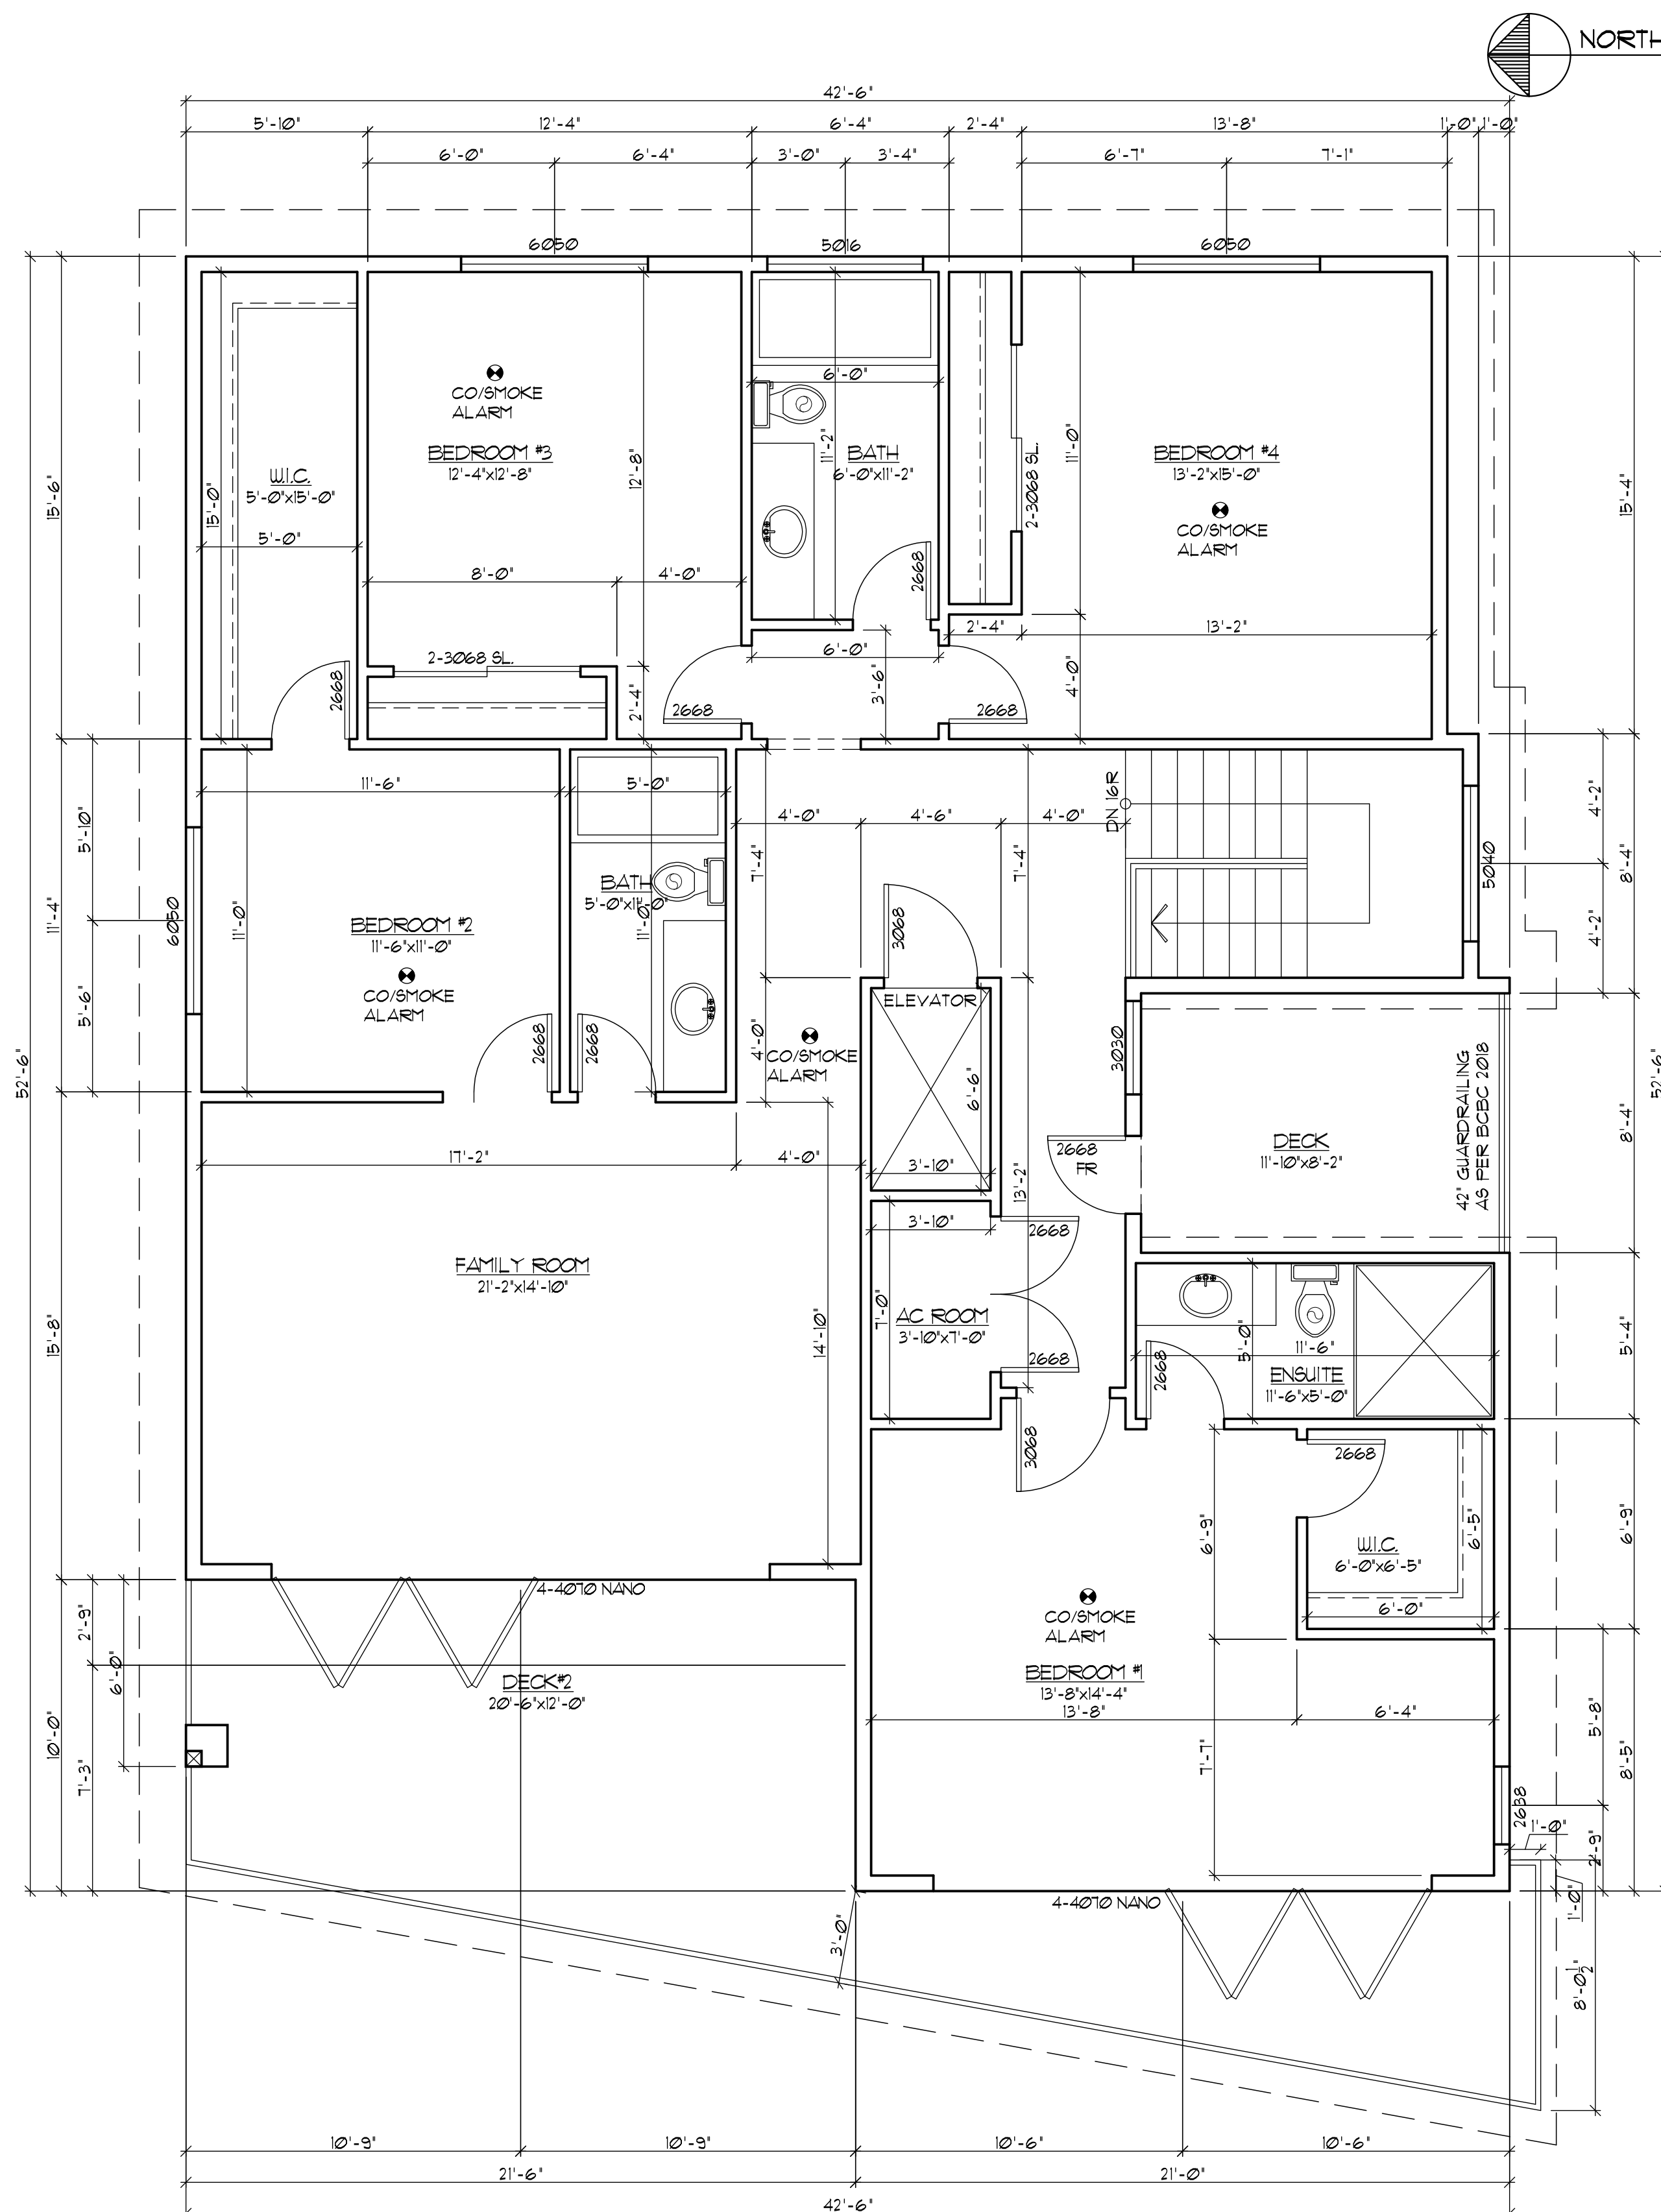 NORTH
42'-6"
5'-10" 12'-4" 6'-4" 2'-4" 13'-8" 1'-0" 1'-0"
6'-0" 6'-4" 3'-0" 3'-4" 6'-7" 7'-1"
6050 5016 6050
CO/SMOKE
ALARM
BEDROOM #3
12'-4"x12'-8"
W.I.C.
5'-0"x15'-0"
15'-0"
5'-0"
15'-6"
12'-8"
8'-0" 4'-0"
2-3068 SL.
2'-4"
2668
2668
6'-0"
11'-2"
BATH
6'-0"x11'-2"
2668
6'-0"
3'-6"
2-3068 SL.
11'-0"
BEDROOM #4
13'-2"x15'-0"
CO/SMOKE
ALARM
2'-4" 13'-2"
4'-0"
2668
15'-4"
11'-6"
5'-0"
4'-0" 4'-6" 4'-0"
7'-4"
7'-4"
DN 16R
5040
4'-2"
8'-4"
4'-2"
5'-10"
11'-4"
5'-6"
6050
11'-0"
BEDROOM #2
11'-6"x11'-0"
CO/SMOKE
ALARM
2668
2668
BATH
5'-0"x11'-0"
11'-0"
3068
ELEVATOR
6'-6"
3'-10"
4'-0"
CO/SMOKE
ALARM
52'-6"
52'-6"
3030
2668
FR
DECK
11'-10"x8'-2"
42" GUARDRAILING
AS PER BCBC 2018
8'-4"
17'-2" 4'-0"
13'-2"
3'-10"
2668
7'-0"
AC ROOM
3'-10"x7'-0"
2668
FAMILY ROOM
21'-2"x14'-10"
14'-10"
15'-8"
5'-0"
11'-6"
ENSUITE
11'-6"x5'-0"
2668
5'-4"
3068
2668
6'-9"
6'-5"
W.I.C.
6'-0"x6'-5"
6'-0"
6'-9"
4-4070 NANO
2'-9"
6'-0"
10'-0"
7'-3"
DECK#2
20'-6"x12'-0"
CO/SMOKE
ALARM
BEDROOM #1
13'-8"x14'-4"
13'-8" 6'-4"
7'-7"
2638
5'-8"
8'-5"
2'-9"
1'-0"
1'-0"
8'-0 1/2"
4-4070 NANO
3'-0"
10'-9" 10'-9" 10'-6" 10'-6"
21'-6" 21'-0"
42'-6"